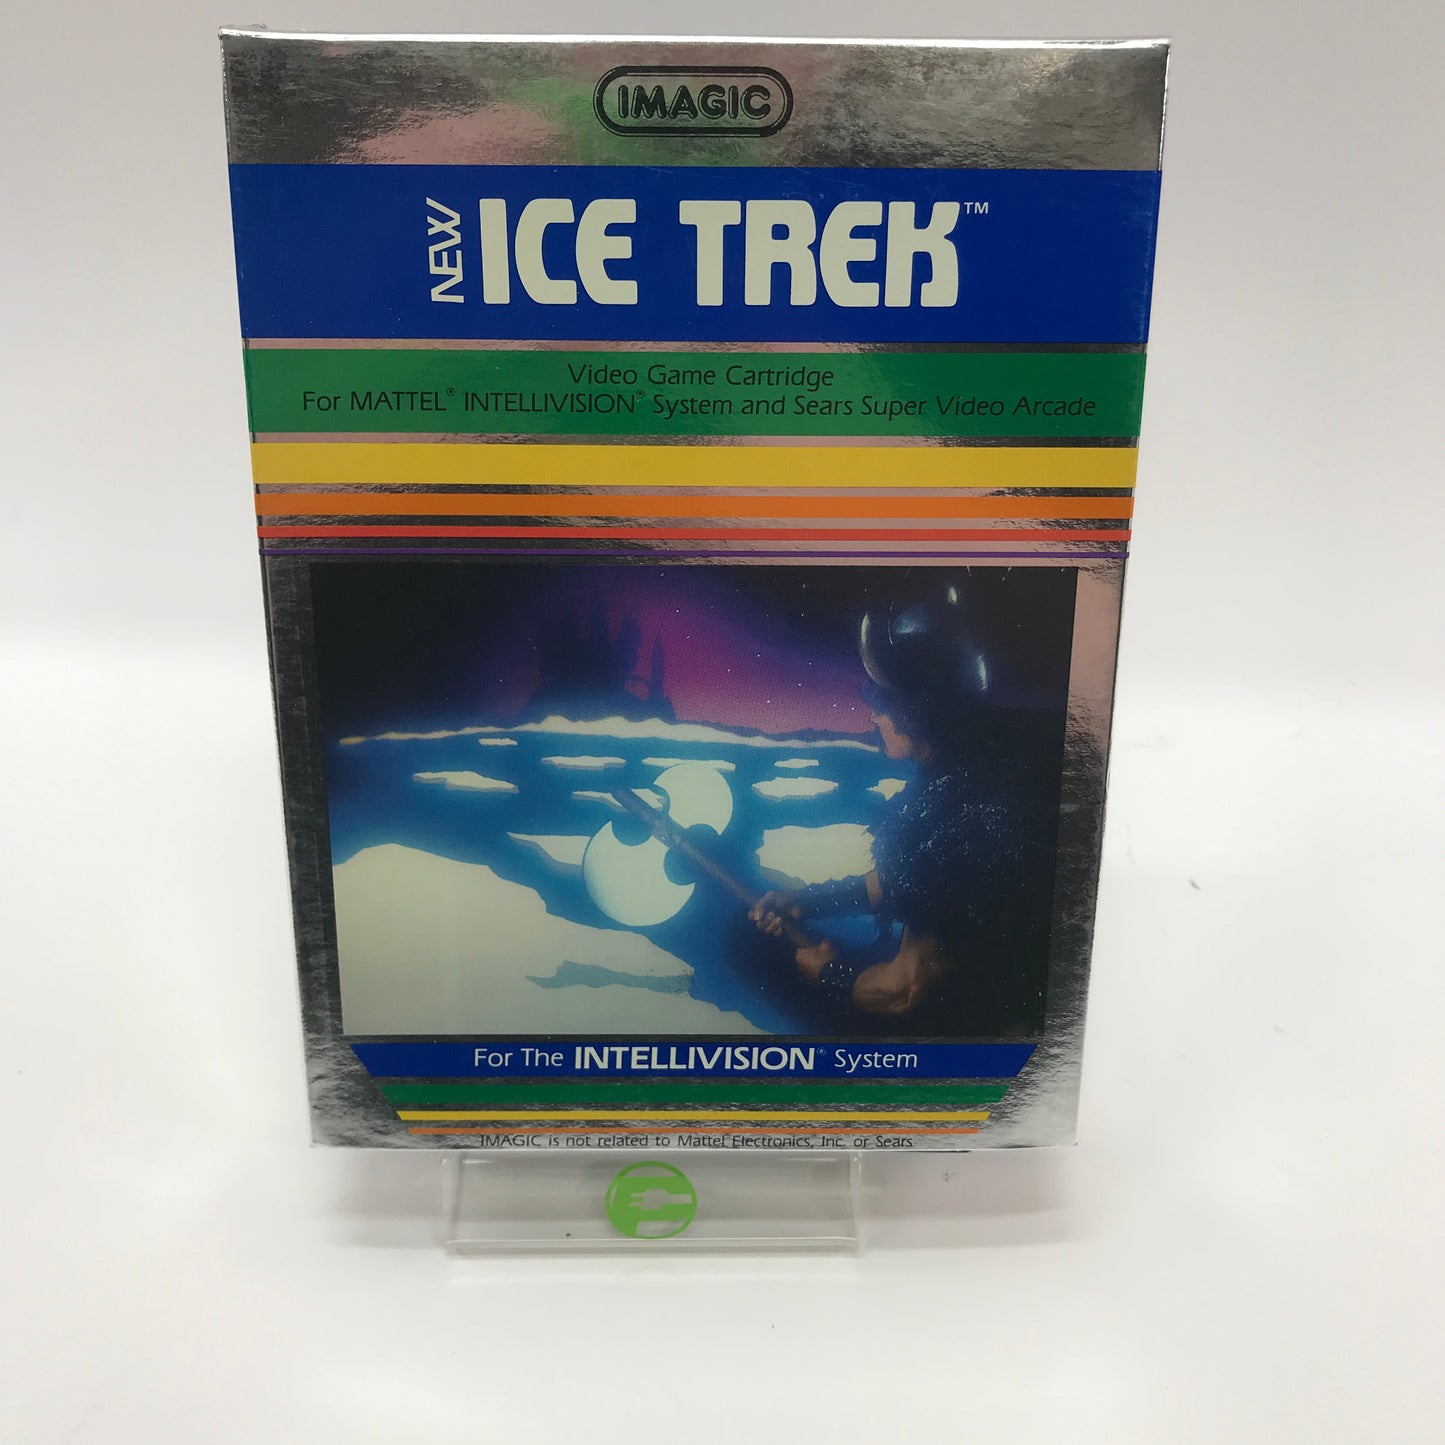 IMAGIC
NEW ICE TREK™
Video Game Cartridge
For MATTEL® INTELLIVISION® System and Sears Super Video Arcade
For The INTELLIVISION® System
IMAGIC is not related to Mattel Electronics, Inc. or Sears